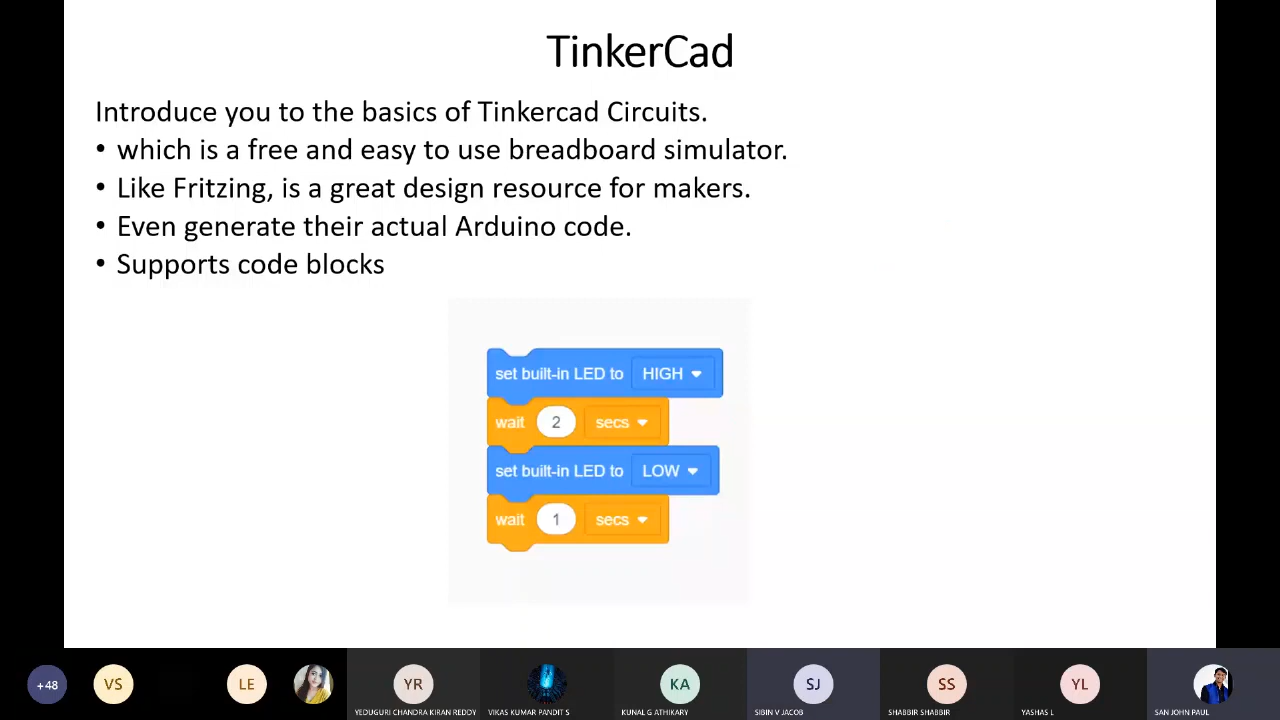 TinkerCad
Introduce you to the basics of Tinkercad Circuits.
• which is a free and easy to use breadboard simulator.
• Like Fritzing, is a great design resource for makers.
• Even generate their actual Arduino code.
• Supports code blocks
set built-in LED to HIGH
wait 2 secs
set built-in LED to LOW
wait 1 secs
+48 VS LE YR KA SJ SS YL
YEDUGURI CHANDRA KIRAN REDDY VIKAS KUMAR PANDIT S KUNAL G ATHIKARY SIBIN V JACOB SHABBIR SHABBIR YASHAS L SAN JOHN PAUL